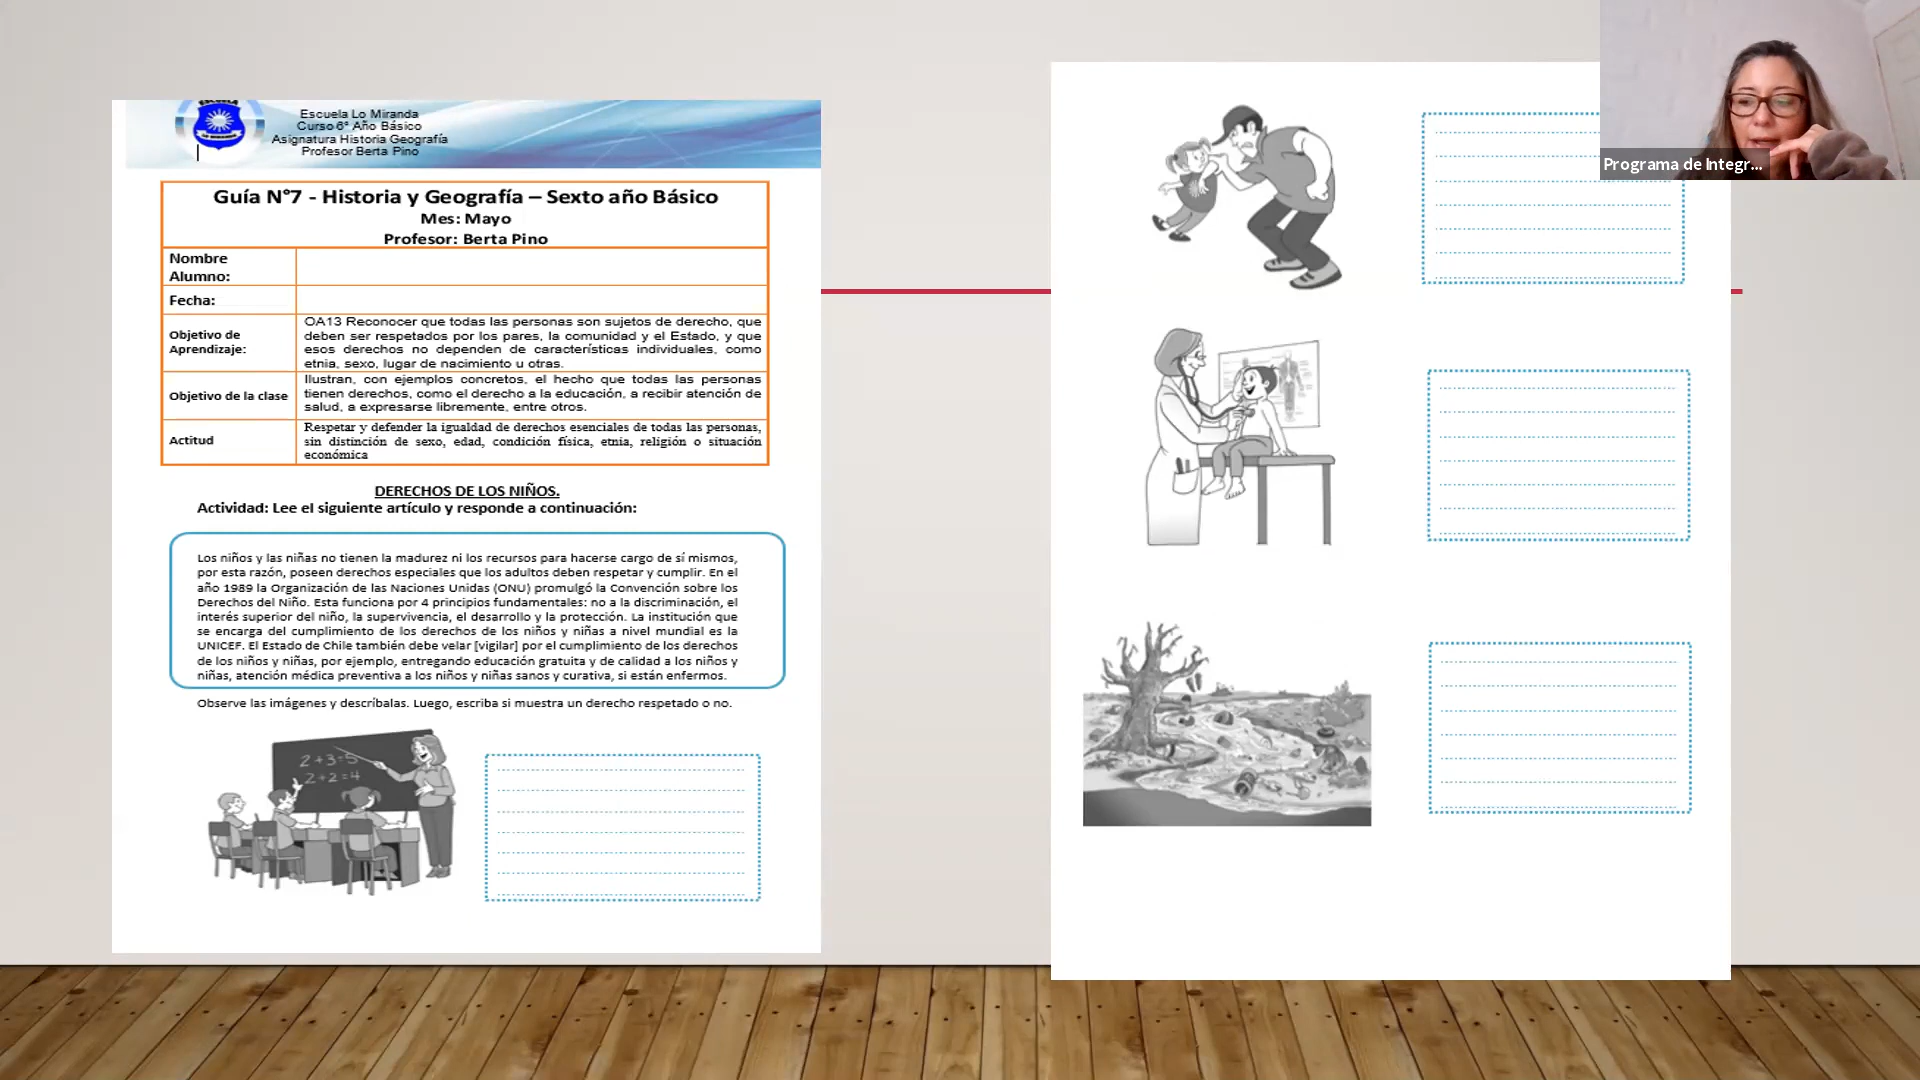 ESCUELA
LO MIRANDA
Escuela Lo Miranda
Curso 6° Año Básico
Asignatura Historia Geografía
Profesor Berta Pino
Guía N°7 - Historia y Geografía – Sexto año Básico
Mes: Mayo
Profesor: Berta Pino
Nombre
Alumno:
Fecha:
Objetivo de
Aprendizaje:
OA13 Reconocer que todas las personas son sujetos de derecho, que
deben ser respetados por los pares, la comunidad y el Estado, y que
esos derechos no dependen de características individuales, como
etnia, sexo, lugar de nacimiento u otras.
Objetivo de la clase
Ilustran, con ejemplos concretos, el hecho que todas las personas
tienen derechos, como el derecho a la educación, a recibir atención de
salud, a expresarse libremente, entre otros.
Actitud
Respetar y defender la igualdad de derechos esenciales de todas las personas,
sin distinción de sexo, edad, condición física, etnia, religión o situación
económica
DERECHOS DE LOS NIÑOS.
Actividad: Lee el siguiente artículo y responde a continuación:
Los niños y las niñas no tienen la madurez ni los recursos para hacerse cargo de sí mismos,
por esta razón, poseen derechos especiales que los adultos deben respetar y cumplir. En el
año 1989 la Organización de las Naciones Unidas (ONU) promulgó la Convención sobre los
Derechos del Niño. Esta funciona por 4 principios fundamentales: no a la discriminación, el
interés superior del niño, la supervivencia, el desarrollo y la protección. La institución que
se encarga del cumplimiento de los derechos de los niños y niñas a nivel mundial es la
UNICEF. El Estado de Chile también debe velar [vigilar] por el cumplimiento de los derechos
de los niños y niñas, por ejemplo, entregando educación gratuita y de calidad a los niños y
niñas, atención médica preventiva a los niños y niñas sanos y curativa, si están enfermos.
Observe las imágenes y descríbalas. Luego, escriba si muestra un derecho respetado o no.
2+3=5
2+2=4
Programa de Integr...